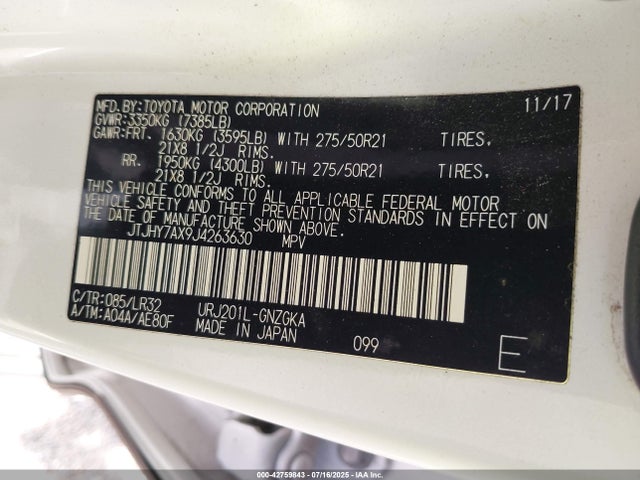 MFD.BY:TOYOTA MOTOR CORPORATION 11/17
GVWR:3350KG (7385LB)
GAWR:FRT. 1630KG (3595LB) WITH 275/50R21 TIRES,
21X8 1/2J RIMS.
RR. 1950KG (4300LB) WITH 275/50R21 TIRES,
21X8 1/2J RIMS.
THIS VEHICLE CONFORMS TO ALL APPLICABLE FEDERAL MOTOR
VEHICLE SAFETY AND THEFT PREVENTION STANDARDS IN EFFECT ON
THE DATE OF MANUFACTURE SHOWN ABOVE.
JTJHY7AX9J4263630 MPV
C/TR:085/LR32 URJ201L-GNZGKA
A/TM:A04A/AE80F MADE IN JAPAN 099 E
000-42759843 - 07/16/2025 - IAA Inc.